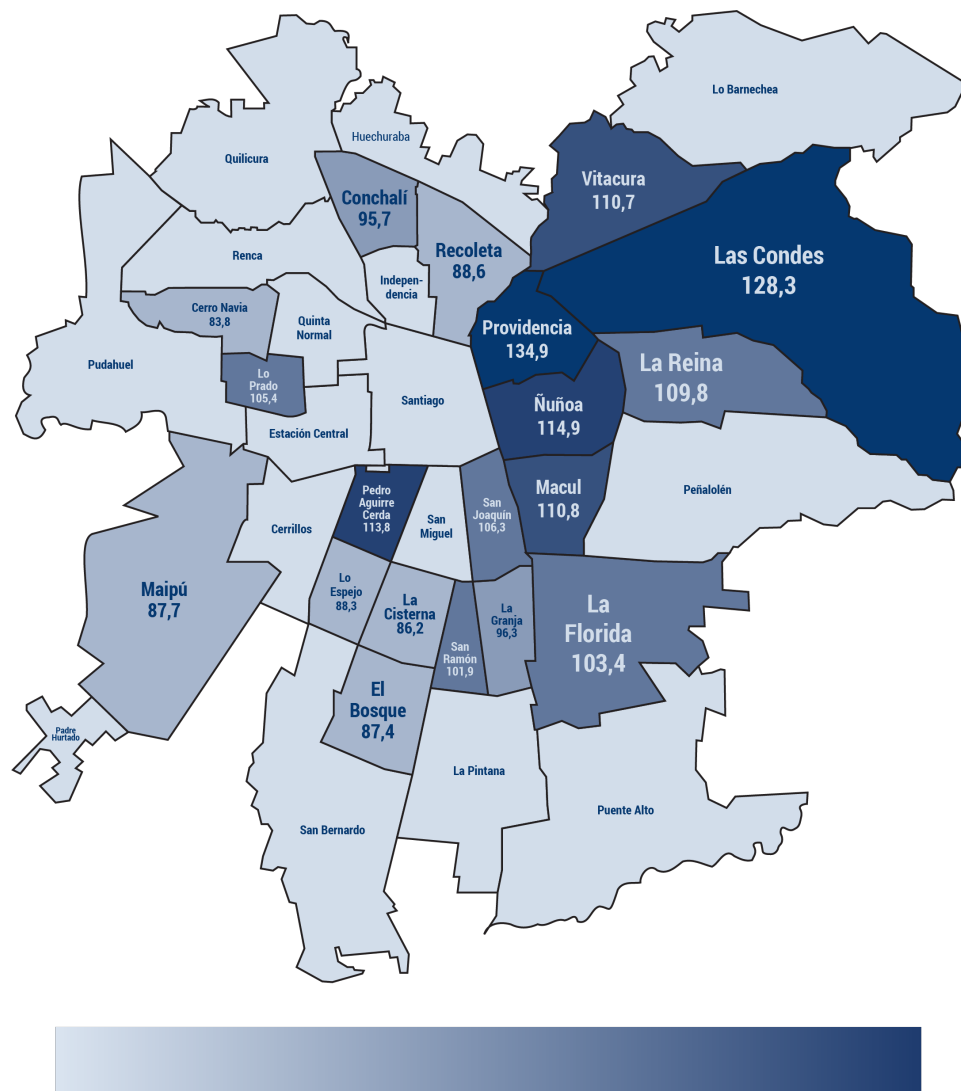 Lo Barnechea
Huechuraba
Quilicura
Vitacura
110,7
Conchalí
95,7
Recoleta
88,6
Renca
Las Condes
128,3
Indepen-
dencia
Cerro Navia
83,8
Quinta
Normal
Providencia
134,9
Pudahuel
La Reina
109,8
Lo
Prado
105,4
Santiago
Ñuñoa
114,9
Estación Central
Pedro
Aguirre
Cerda
113,8
San
Miguel
San
Joaquín
106,3
Macul
110,8
Peñalolén
Cerrillos
Maipú
87,7
Lo
Espejo
88,3
La
Cisterna
86,2
La
Granja
96,3
La
Florida
103,4
San
Ramón
101,9
El
Bosque
87,4
Padre
Hurtado
La Pintana
Puente Alto
San Bernardo